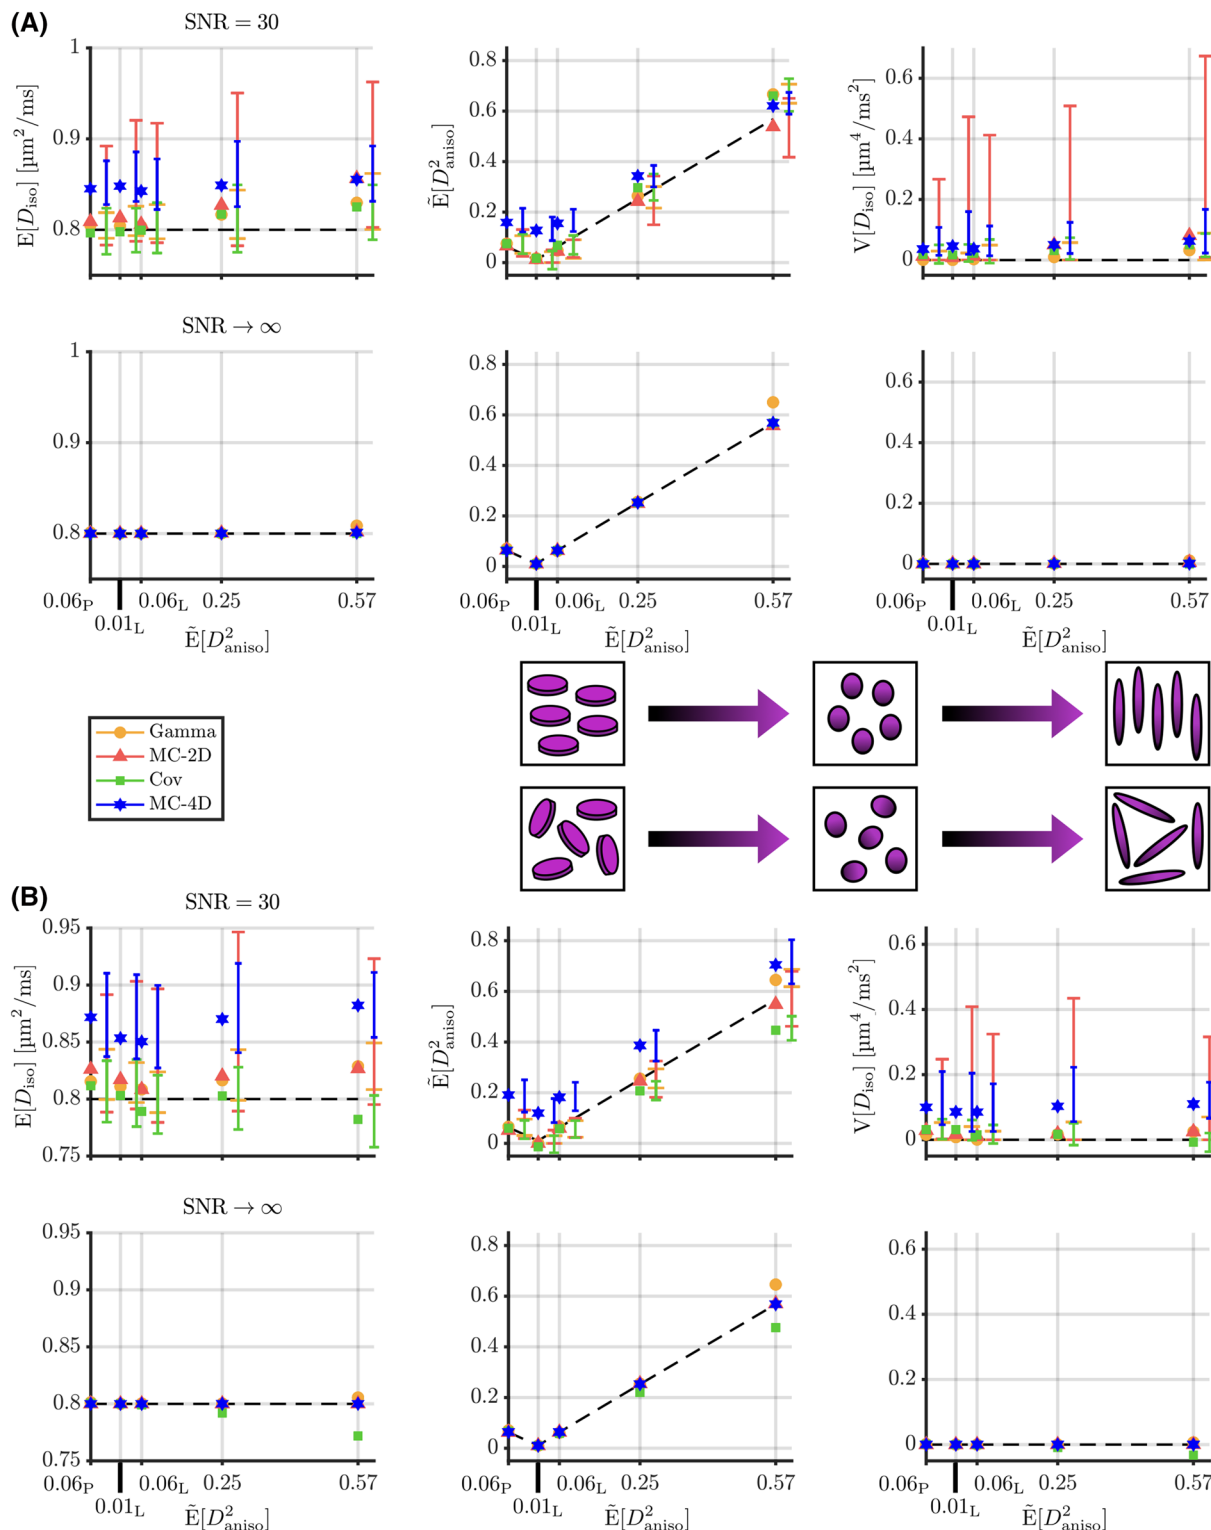 (A)
SNR = 30
E[D_iso] [μm²/ms]
1
0.9
0.8
Ẽ[D²_aniso]
0.8
0.6
0.4
0.2
0
V[D_iso] [μm⁴/ms²]
0.6
0.4
0.2
0
SNR → ∞
1
0.9
0.8
0.06_P
0.01_L
0.06_L
0.25
0.57
Ẽ[D²_aniso]
0.8
0.6
0.4
0.2
0
0.06_P
0.01_L
0.06_L
0.25
0.57
Ẽ[D²_aniso]
0.6
0.4
0.2
0
0.06_P
0.01_L
0.06_L
0.25
0.57
Ẽ[D²_aniso]
Gamma
MC-2D
Cov
MC-4D
(B)
SNR = 30
E[D_iso] [μm²/ms]
0.95
0.9
0.85
0.8
0.75
Ẽ[D²_aniso]
0.8
0.6
0.4
0.2
0
V[D_iso] [μm⁴/ms²]
0.6
0.4
0.2
0
SNR → ∞
0.95
0.9
0.85
0.8
0.75
0.06_P
0.01_L
0.06_L
0.25
0.57
Ẽ[D²_aniso]
0.8
0.6
0.4
0.2
0
0.06_P
0.01_L
0.06_L
0.25
0.57
Ẽ[D²_aniso]
0.6
0.4
0.2
0
0.06_P
0.01_L
0.06_L
0.25
0.57
Ẽ[D²_aniso]